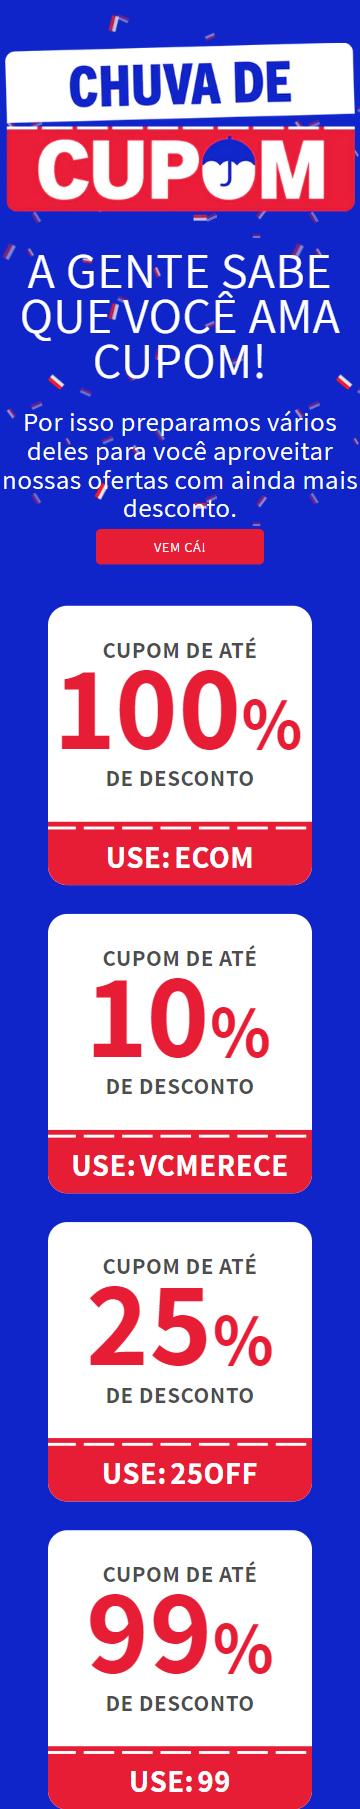 CHUVA DE
CUPOM
A GENTE SABE
QUE VOCÊ AMA
CUPOM!
Por isso preparamos vários
deles para você aproveitar
nossas ofertas com ainda mais
desconto.
VEM CÁ!
CUPOM DE ATÉ
100%
DE DESCONTO
USE: ECOM
CUPOM DE ATÉ
10%
DE DESCONTO
USE: VCMERECE
CUPOM DE ATÉ
25%
DE DESCONTO
USE: 25OFF
CUPOM DE ATÉ
99%
DE DESCONTO
USE: 99